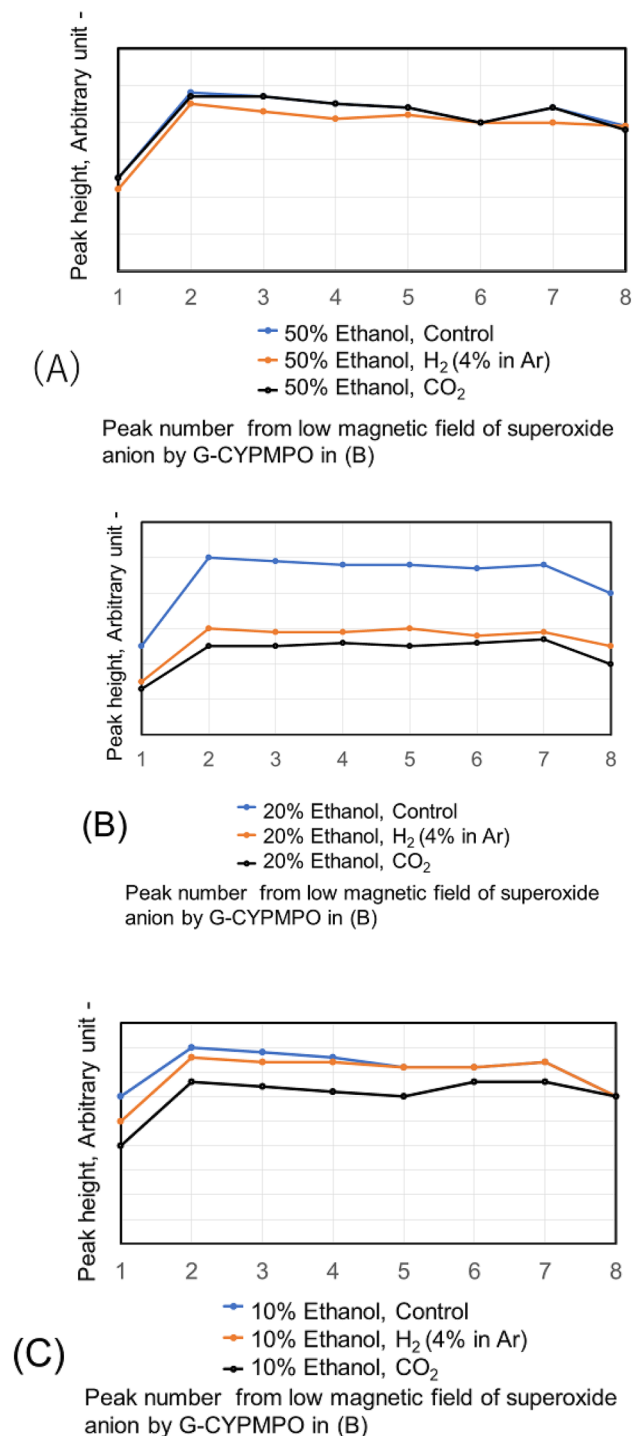 Peak height, Arbitrary unit -
1 2 3 4 5 6 7 8
50% Ethanol, Control
50% Ethanol, H₂ (4% in Ar)
50% Ethanol, CO₂
(A)
Peak number from low magnetic field of superoxide
anion by G-CYPMPO in (B)
Peak height, Arbitrary unit -
1 2 3 4 5 6 7 8
20% Ethanol, Control
20% Ethanol, H₂ (4% in Ar)
20% Ethanol, CO₂
(B)
Peak number from low magnetic field of superoxide
anion by G-CYPMPO in (B)
Peak height, Arbitrary unit -
1 2 3 4 5 6 7 8
10% Ethanol, Control
10% Ethanol, H₂ (4% in Ar)
10% Ethanol, CO₂
(C)
Peak number from low magnetic field of superoxide
anion by G-CYPMPO in (B)